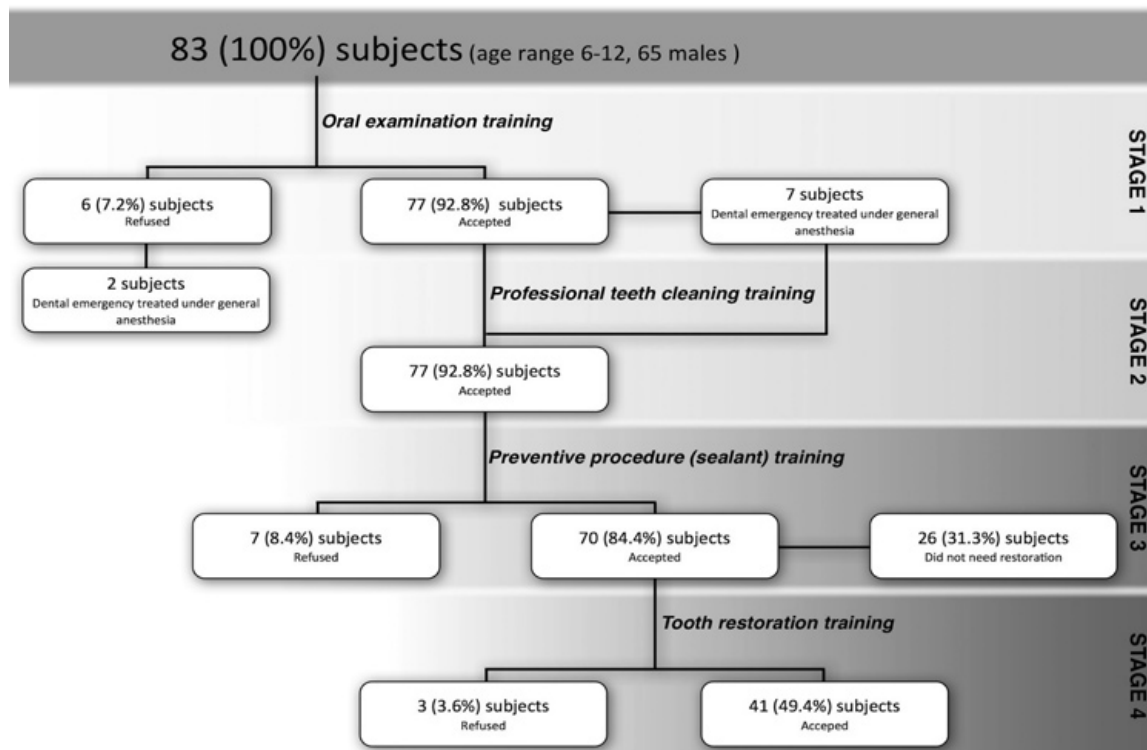 83 (100%) subjects (age range 6-12, 65 males )
Oral examination training
STAGE 1
6 (7.2%) subjects
Refused
77 (92.8%)  subjects
Accepted
7 subjects
Dental emergency treated under general
anesthesia
2 subjects
Dental emergency treated under general
anesthesia
Professional teeth cleaning training
STAGE 2
77 (92.8%) subjects
Accepted
Preventive procedure (sealant) training
STAGE 3
7 (8.4%) subjects
Refused
70 (84.4%) subjects
Accepted
26 (31.3%) subjects
Did not need restoration
Tooth restoration training
STAGE 4
3 (3.6%) subjects
Refused
41 (49.4%) subjects
Acceped